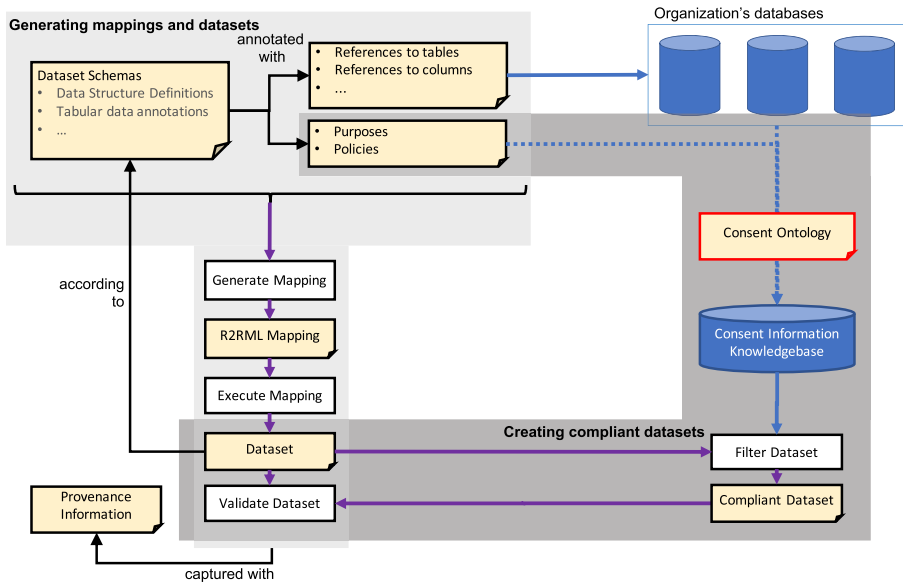 Generating mappings and datasets
Organization's databases
annotated
with
Dataset Schemas
• Data Structure Definitions
• Tabular data annotations
• ...
• References to tables
• References to columns
• ...
• Purposes
• Policies
Consent Ontology
according
to
Generate Mapping
R2RML Mapping
Consent Information
Knowledgebase
Execute Mapping
Creating compliant datasets
Dataset
Filter Dataset
Provenance
Information
Validate Dataset
Compliant Dataset
captured with